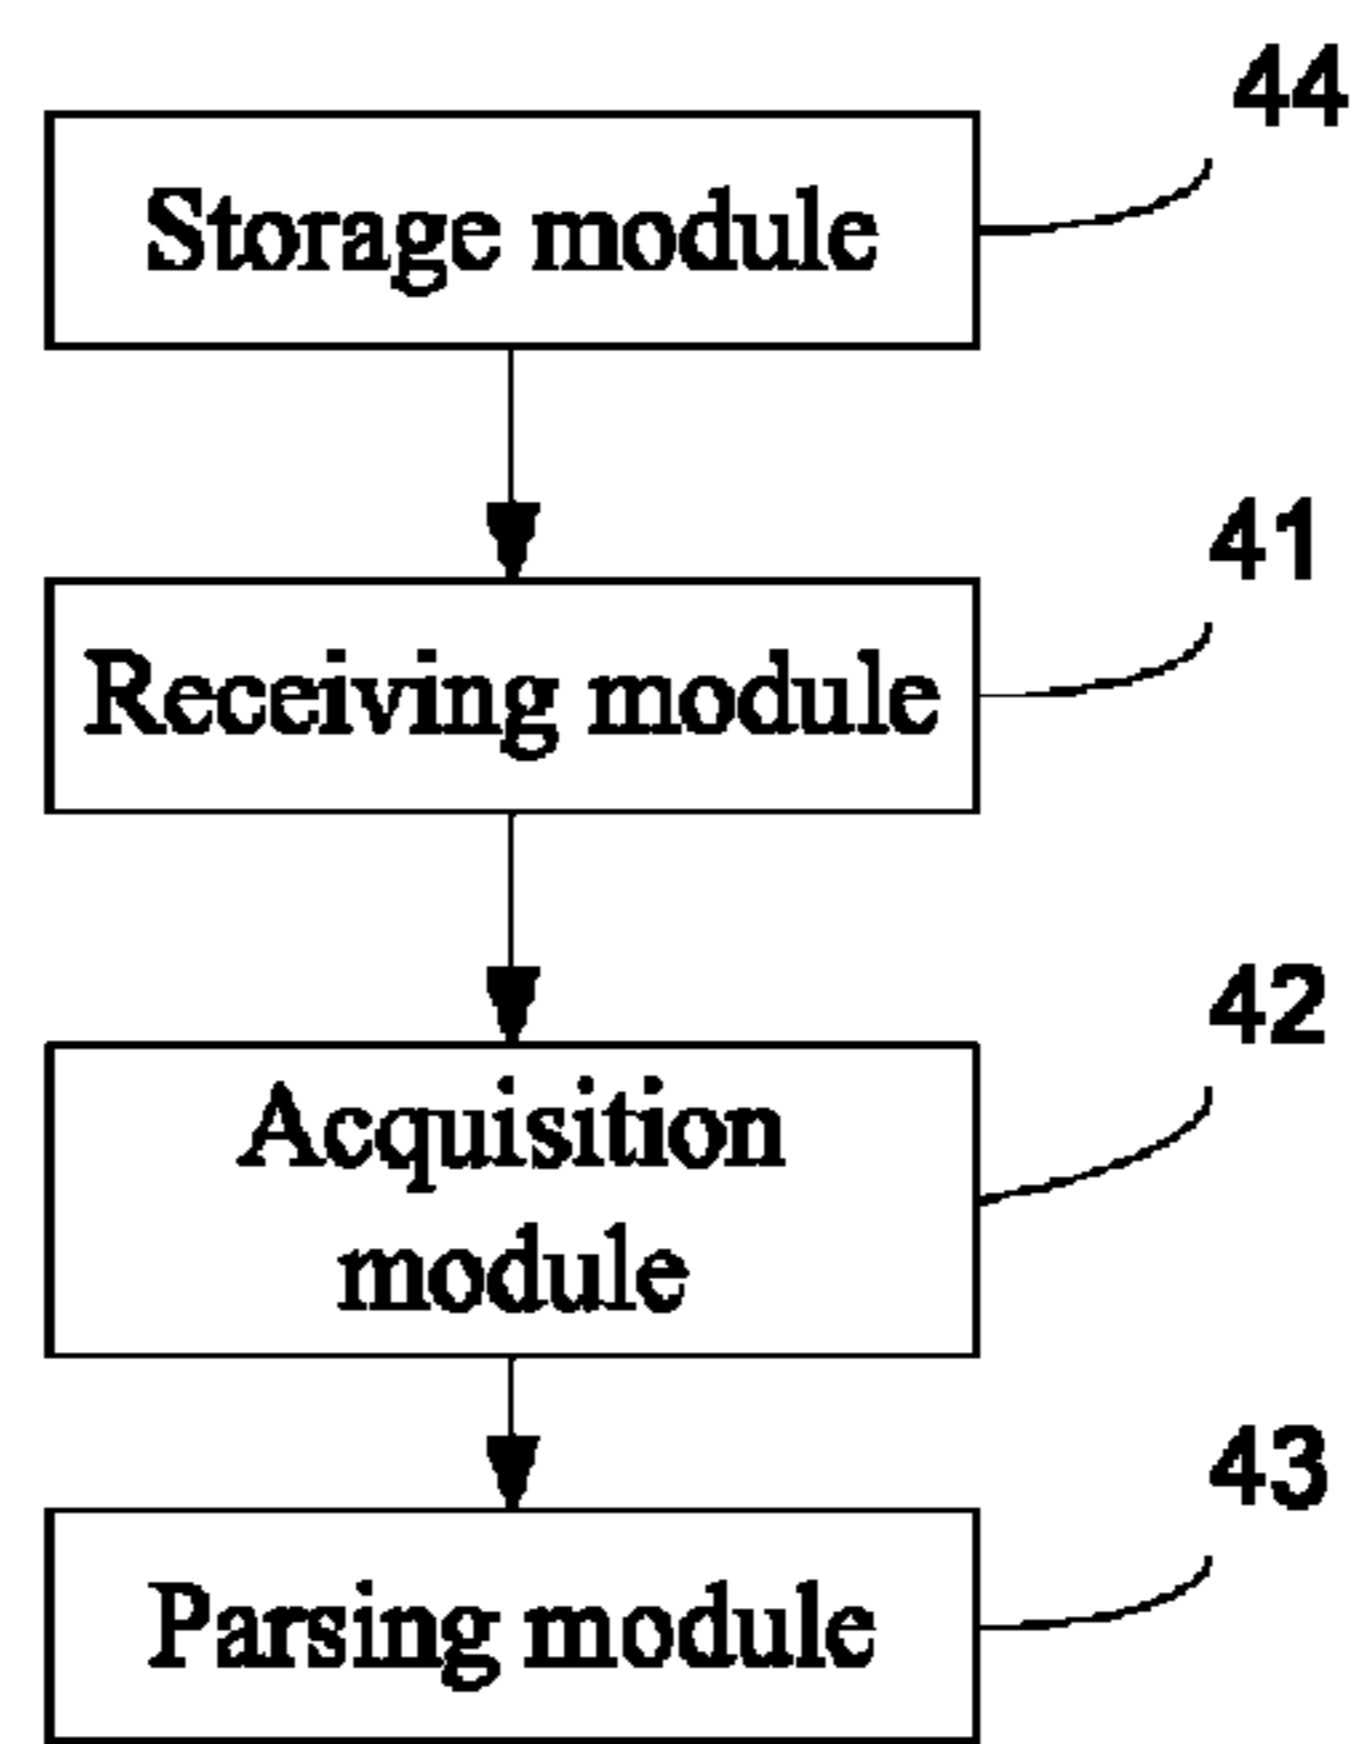 44
Storage module
41
Receiving module
42
Acquisition
module
43
Parsing module